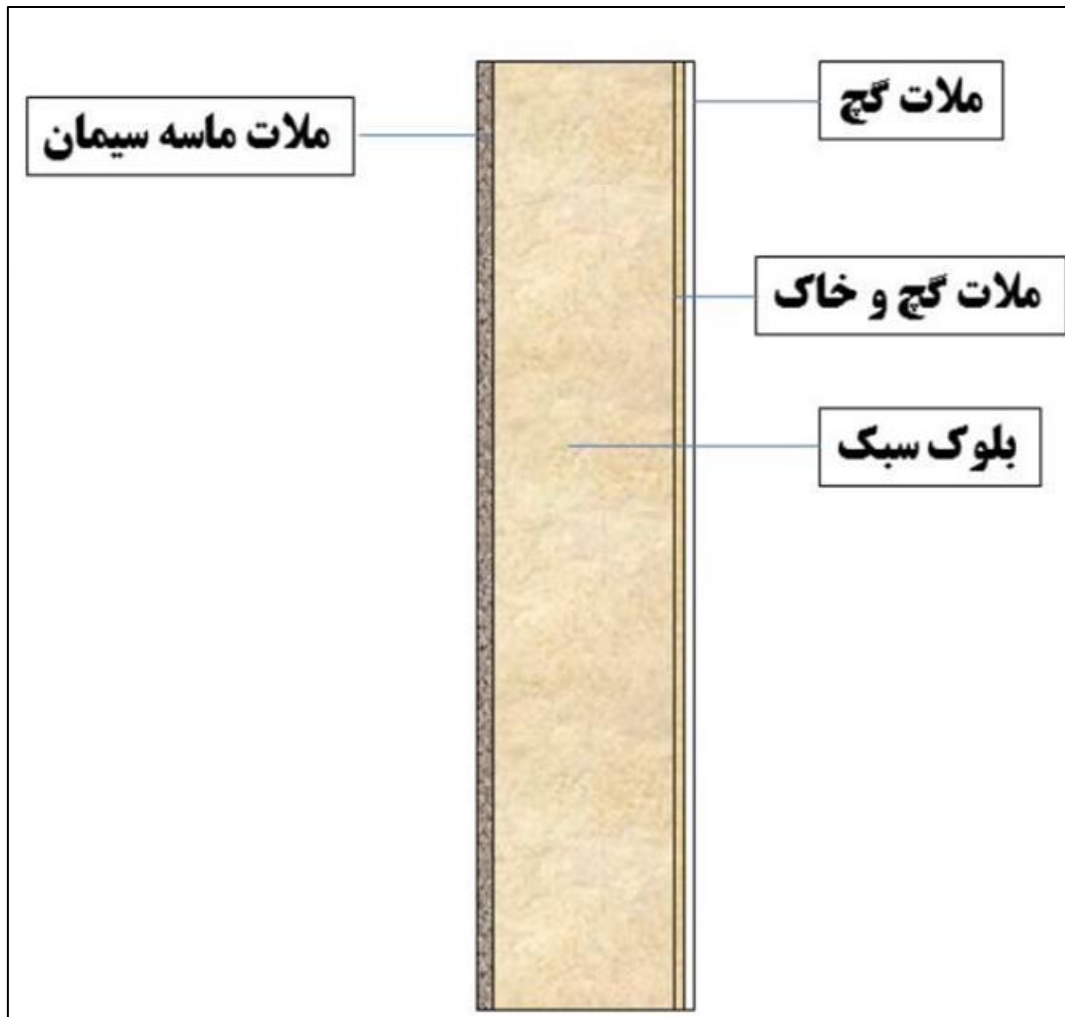 ملات گچ
ملات ماسه سیمان
ملات گچ و خاک
بلوک سبک